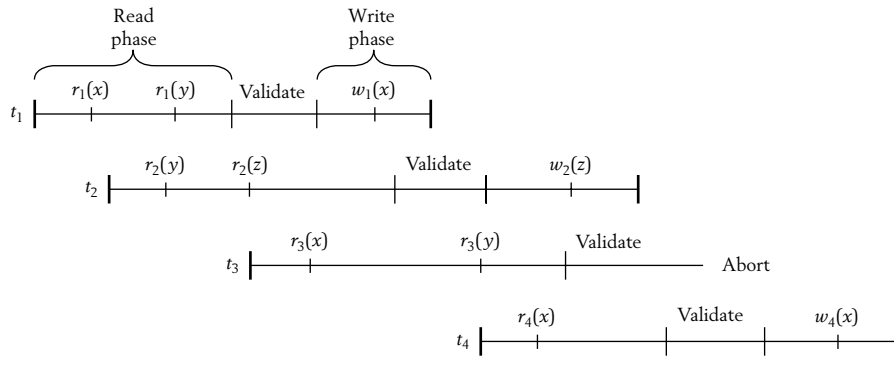 Read
phase
Write
phase
r₁(x) r₁(y) Validate w₁(x)
t₁
r₂(y) r₂(z) Validate w₂(z)
t₂
r₃(x) r₃(y) Validate
t₃ Abort
r₄(x) Validate w₄(x)
t₄